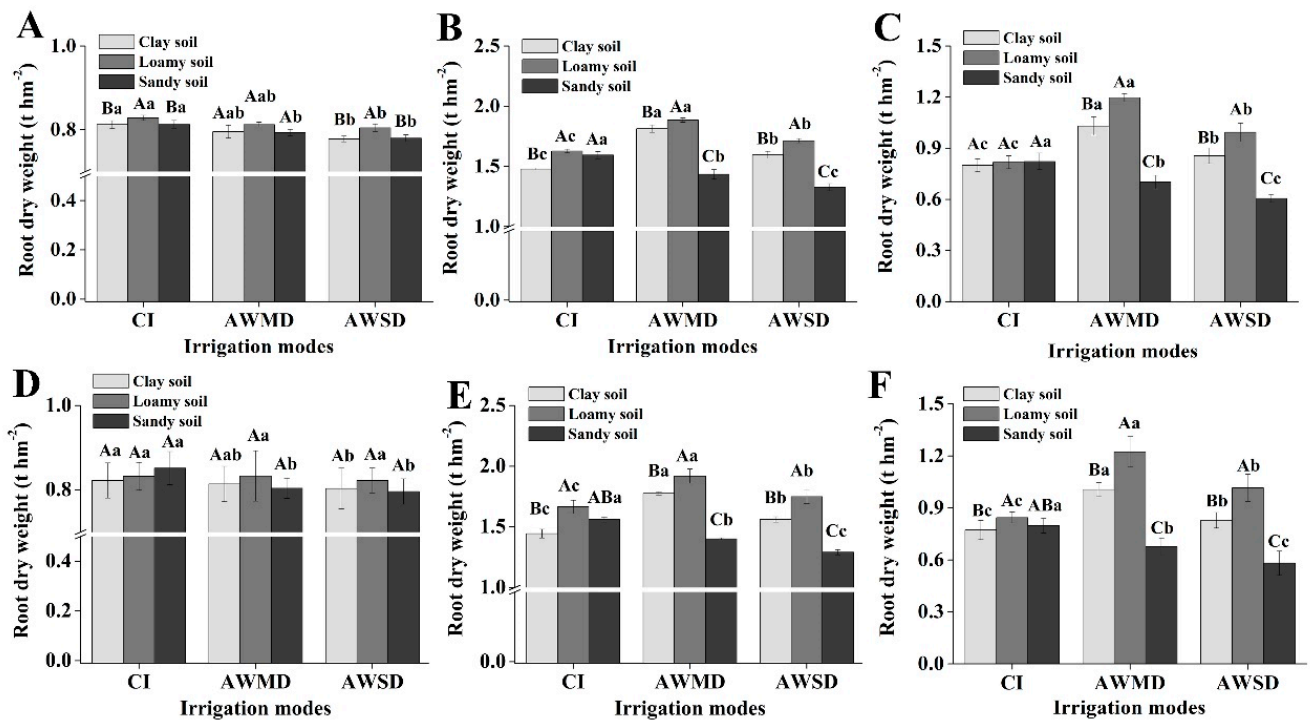 A
Root dry weight (t hm⁻²)
1.0
0.8
0.4
0.2
0.0
Clay soil
Loamy soil
Sandy soil
Ba Aa Ba
Aab Aab Ab
Bb Ab Bb
CI AWMD AWSD
Irrigation modes
B
Root dry weight (t hm⁻²)
2.5
2.0
1.5
1.0
0.0
Clay soil
Loamy soil
Sandy soil
Bc Ac Aa
Ba Aa Cb
Bb Ab Cc
CI AWMD AWSD
Irrigation modes
C
Root dry weight (t hm⁻²)
1.5
1.2
0.9
0.6
0.3
0.0
Clay soil
Loamy soil
Sandy soil
Ac Ac Aa
Ba Aa Cb
Bb Ab Cc
CI AWMD AWSD
Irrigation modes
D
Root dry weight (t hm⁻²)
1.0
0.8
0.4
0.2
0.0
Clay soil
Loamy soil
Sandy soil
Aa Aa Aa
Aab Aa Ab
Ab Aa Ab
CI AWMD AWSD
Irrigation modes
E
Root dry weight (t hm⁻²)
2.5
2.0
1.5
1.0
0.0
Clay soil
Loamy soil
Sandy soil
Bc Ac ABa
Ba Aa Cb
Bb Ab Cc
CI AWMD AWSD
Irrigation modes
F
Root dry weight (t hm⁻²)
1.5
1.2
0.9
0.6
0.3
0.0
Clay soil
Loamy soil
Sandy soil
Bc Ac ABa
Ba Aa Cb
Bb Ab Cc
CI AWMD AWSD
Irrigation modes